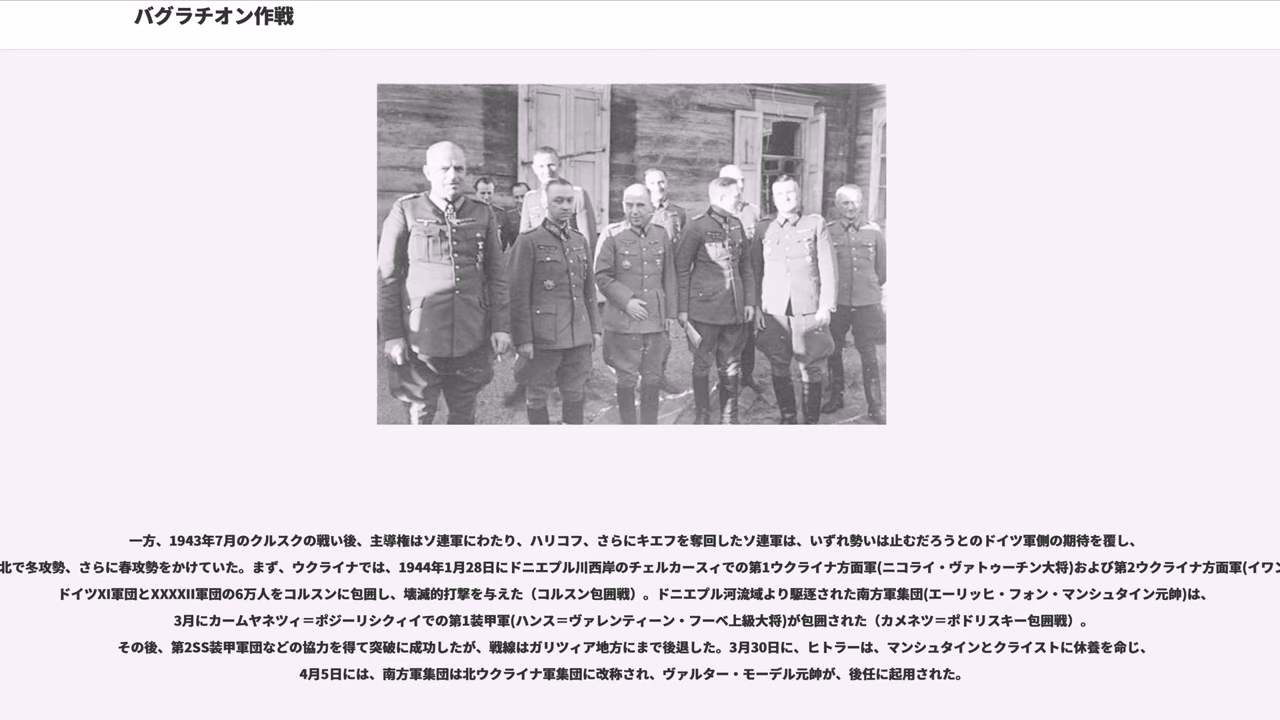 バグラチオン作戦
一方、1943年7月のクルスクの戦い後、主導権はソ連軍にわたり、ハリコフ、さらにキエフを奪回したソ連軍は、いずれ勢いは止むだろうとのドイツ軍側の期待を覆し、
北で冬攻勢、さらに春攻勢をかけていた。まず、ウクライナでは、1944年1月28日にドニエプル川西岸のチェルカースィでの第1ウクライナ方面軍(ニコライ・ヴァトゥーチン大将)および第2ウクライナ方面軍(イワン
ドイツXI軍団とXXXXII軍団の6万人をコルスンに包囲し、壊滅的打撃を与えた（コルスン包囲戦）。ドニエプル河流域より駆逐された南方軍集団(エーリッヒ・フォン・マンシュタイン元帥)は、
3月にカームヤネツィ＝ポジーリシクィイでの第1装甲軍(ハンス＝ヴァレンティーン・フーベ上級大将)が包囲された（カメネツ＝ポドリスキー包囲戦）。
その後、第2SS装甲軍団などの協力を得て突破に成功したが、戦線はガリツィア地方にまで後退した。3月30日に、ヒトラーは、マンシュタインとクライストに休養を命じ、
4月5日には、南方軍集団は北ウクライナ軍集団に改称され、ヴァルター・モーデル元帥が、後任に起用された。